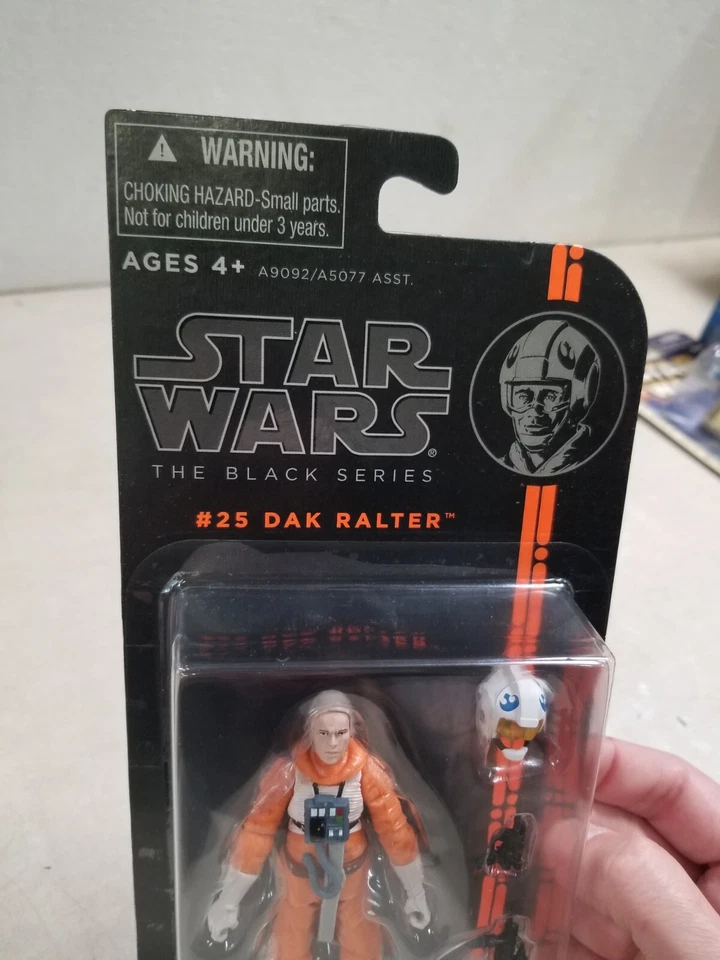 WARNING:
CHOKING HAZARD-Small parts.
Not for children under 3 years.
AGES 4+ A9092/A5077 ASST.
STAR
WARS®
THE BLACK SERIES
#25 DAK RALTER™